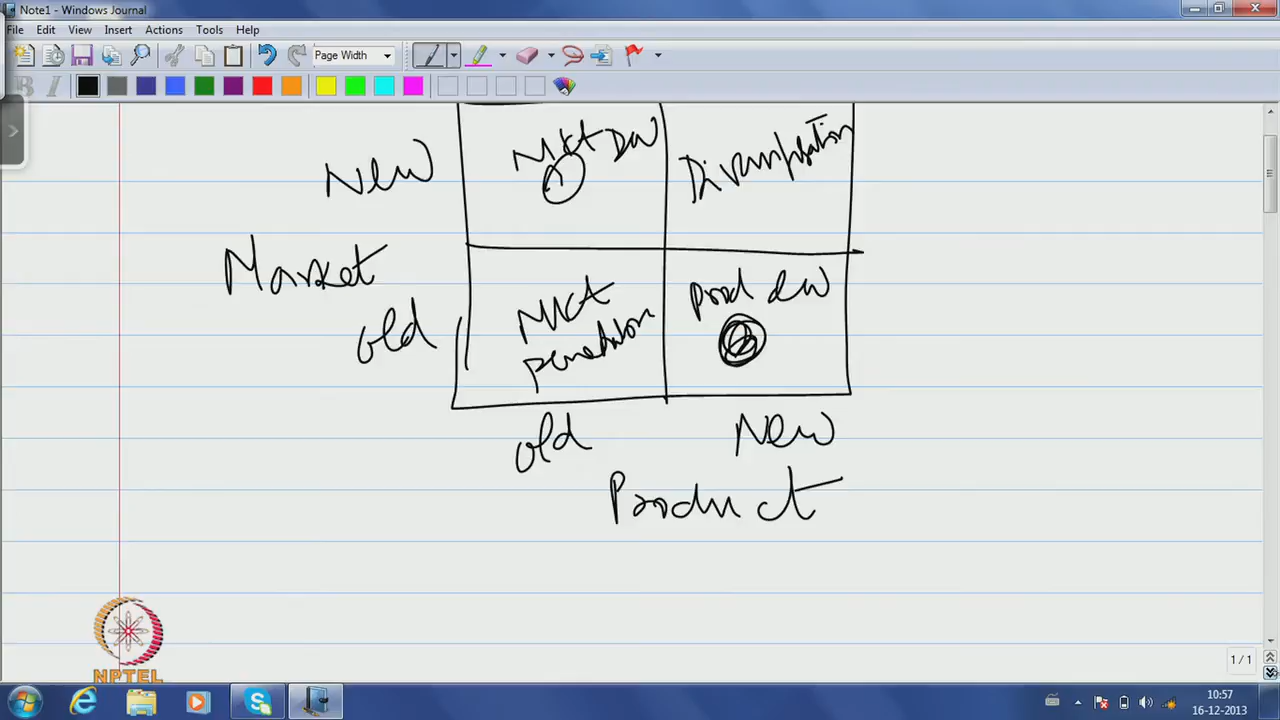 Note1 - Windows Journal
File Edit View Insert Actions Tools Help
Page Width
B I
New
Mkt Dev
Diversification
Market
old
Mkt
penetration
Prod dev
old
New
Product
NPTEL
1 / 1
10:57
16-12-2013